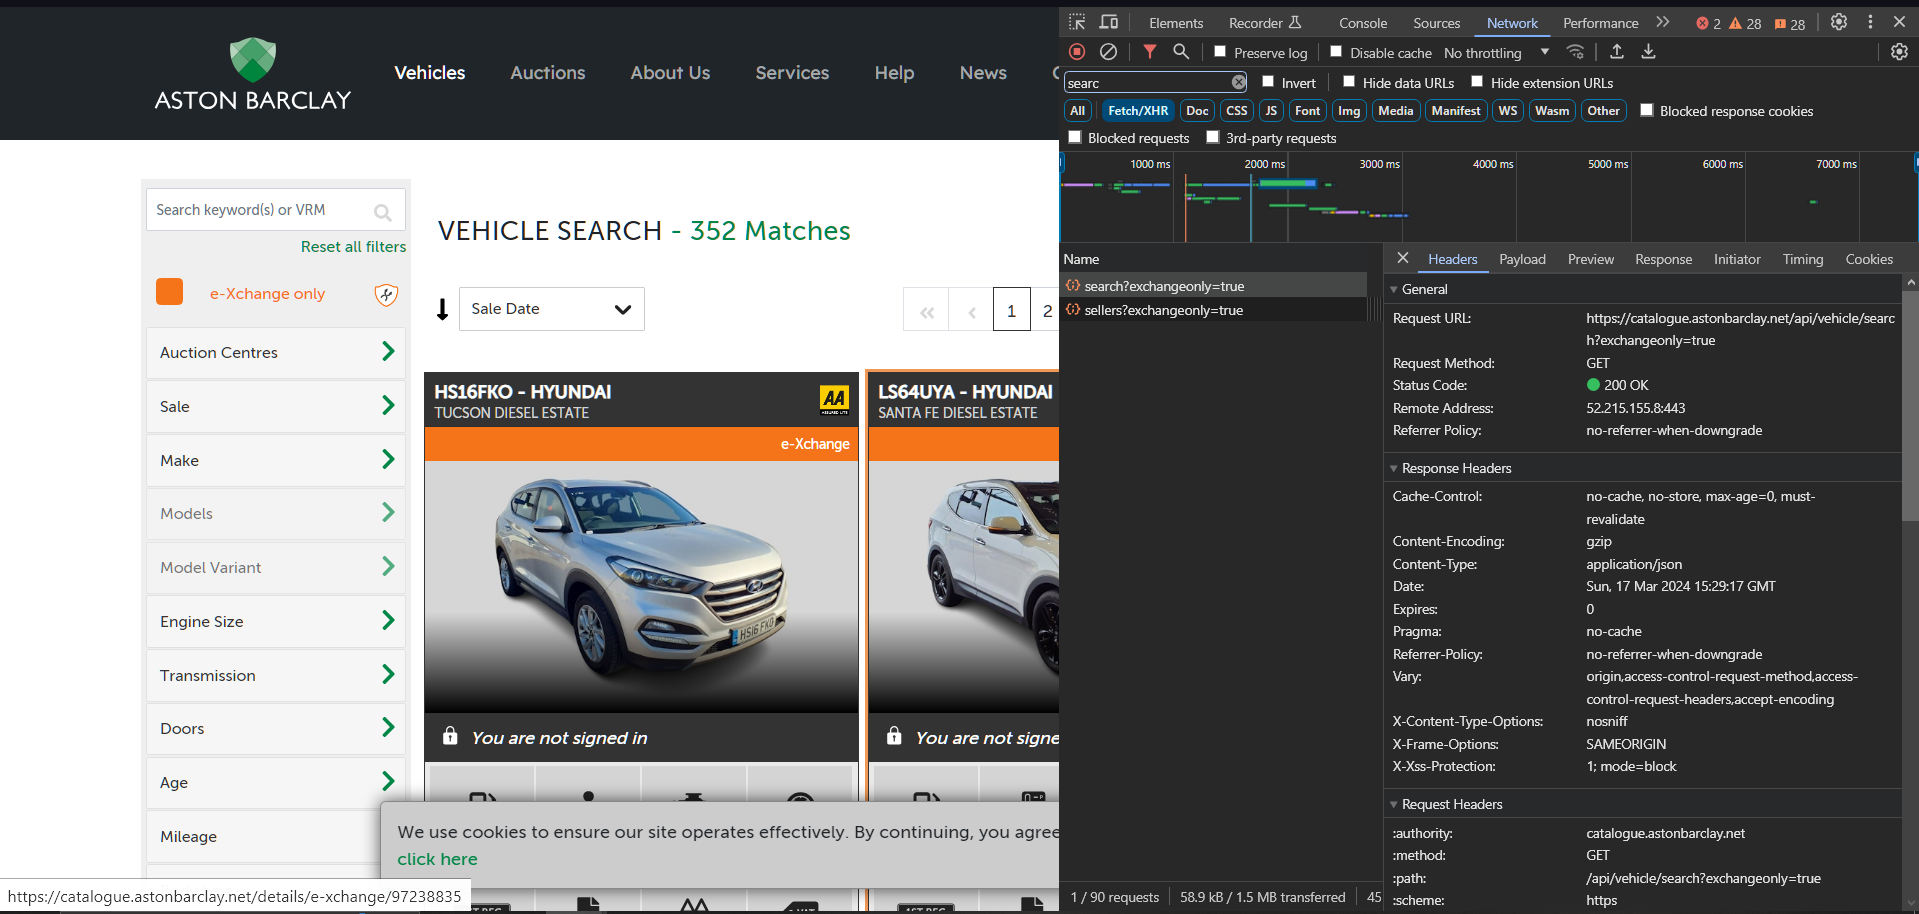 ASTON BARCLAY
Vehicles
Auctions
About Us
Services
Help
News
Search keyword(s) or VRM
Reset all filters
e-Xchange only
Auction Centres
Sale
Make
Models
Model Variant
Engine Size
Transmission
Doors
Age
Mileage
VEHICLE SEARCH - 352 Matches
Sale Date
« ‹ 1 2
HS16FKO - HYUNDAI
TUCSON DIESEL ESTATE
AA
e-Xchange
HS16 FKO
You are not signed in
LS64UYA - HYUNDAI
SANTA FE DIESEL ESTATE
You are not signe
We use cookies to ensure our site operates effectively. By continuing, you agree
click here
https://catalogue.astonbarclay.net/details/e-xchange/97238835
Elements Recorder Console Sources Network Performance 2 28 28
Preserve log Disable cache No throttling
searc Invert Hide data URLs Hide extension URLs
All Fetch/XHR Doc CSS JS Font Img Media Manifest WS Wasm Other Blocked response cookies
Blocked requests 3rd-party requests
1000 ms 2000 ms 3000 ms 4000 ms 5000 ms 6000 ms 7000 ms
Name
search?exchangeonly=true
sellers?exchangeonly=true
Headers Payload Preview Response Initiator Timing Cookies
General
Request URL: https://catalogue.astonbarclay.net/api/vehicle/searc
h?exchangeonly=true
Request Method: GET
Status Code: 200 OK
Remote Address: 52.215.155.8:443
Referrer Policy: no-referrer-when-downgrade
Response Headers
Cache-Control: no-cache, no-store, max-age=0, must-
revalidate
Content-Encoding: gzip
Content-Type: application/json
Date: Sun, 17 Mar 2024 15:29:17 GMT
Expires: 0
Pragma: no-cache
Referrer-Policy: no-referrer-when-downgrade
Vary: origin,access-control-request-method,access-
control-request-headers,accept-encoding
X-Content-Type-Options: nosniff
X-Frame-Options: SAMEORIGIN
X-Xss-Protection: 1; mode=block
Request Headers
:authority: catalogue.astonbarclay.net
:method: GET
:path: /api/vehicle/search?exchangeonly=true
:scheme: https
1 / 90 requests 58.9 kB / 1.5 MB transferred 45